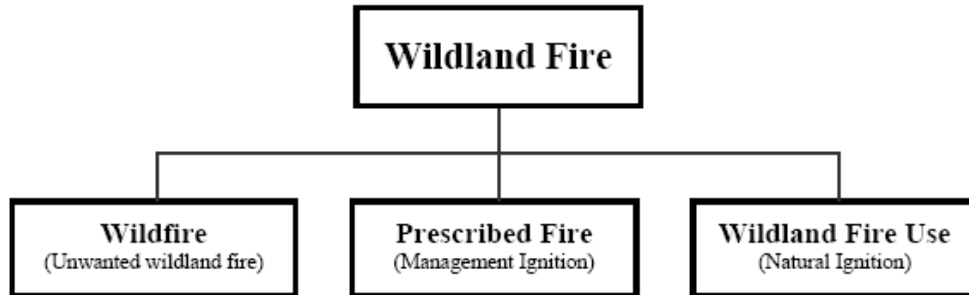 Wildland Fire
Wildfire
(Unwanted wildland fire)
Prescribed Fire
(Management Ignition)
Wildland Fire Use
(Natural Ignition)